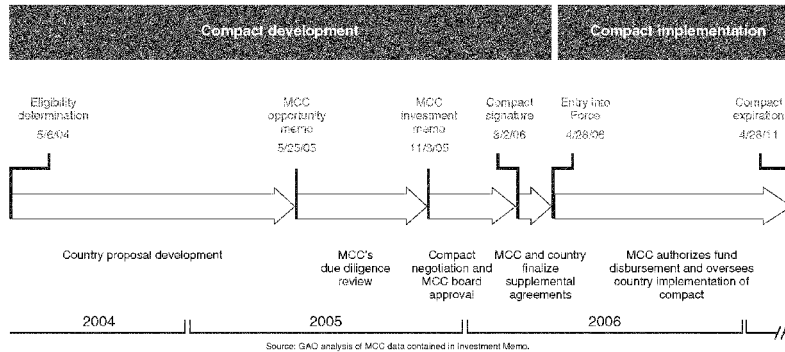 Compact development
Compact implementation
Eligibility
determination
5/6/04
MCC
opportunity
memo
5/25/05
MCC
investment
memo
11/3/05
Compact
signature
3/2/06
Entry into
Force
4/28/06
Compact
expiration
4/28/11
Country proposal development
MCC's
due diligence
review
Compact
negotiation and
MCC board
approval
MCC and country
finalize
supplemental
agreements
MCC authorizes fund
disbursement and oversees
country implementation of
compact
2004
2005
2006
Source: GAO analysis of MCC data contained in Investment Memo.